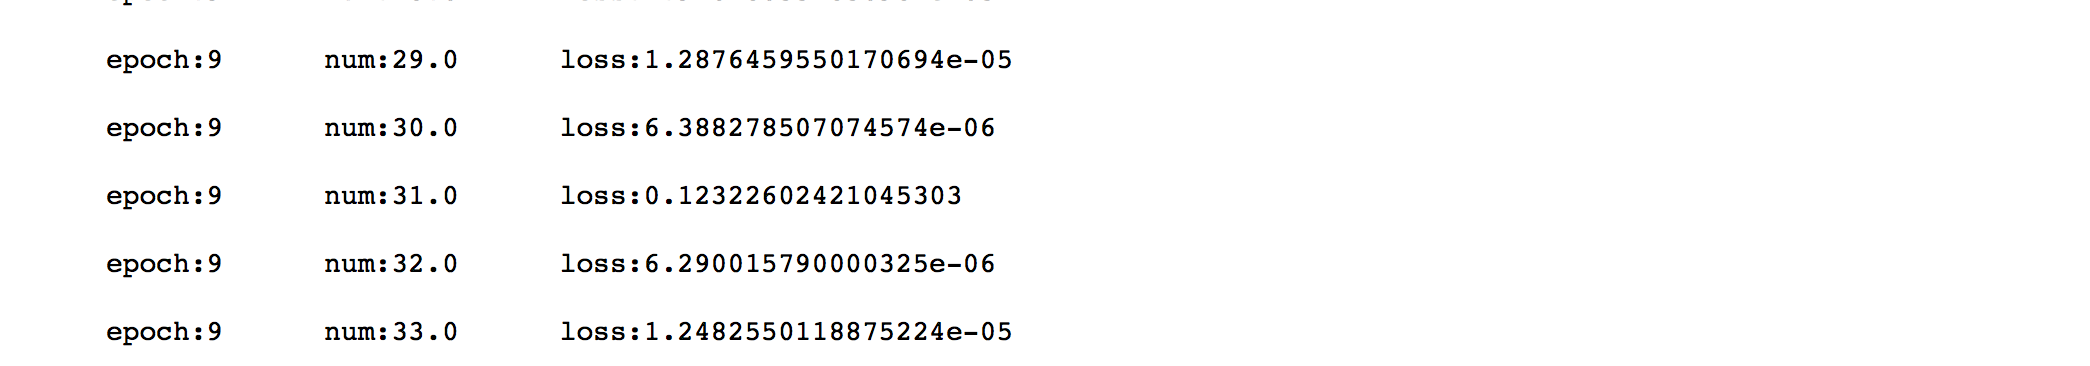 epoch:9 num:29.0 loss:1.2876459550170694e-05
epoch:9 num:30.0 loss:6.388278507074574e-06
epoch:9 num:31.0 loss:0.12322602421045303
epoch:9 num:32.0 loss:6.290015790000325e-06
epoch:9 num:33.0 loss:1.2482550118875224e-05